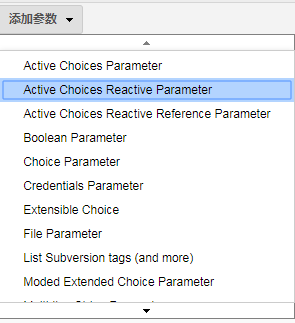 添加参数
Active Choices Parameter
Active Choices Reactive Parameter
Active Choices Reactive Reference Parameter
Boolean Parameter
Choice Parameter
Credentials Parameter
Extensible Choice
File Parameter
List Subversion tags (and more)
Moded Extended Choice Parameter